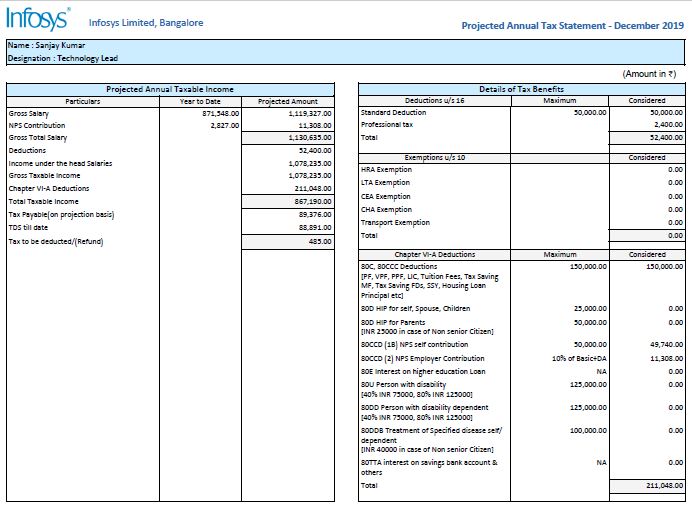 Infosys Infosys Limited, Bangalore
Projected Annual Tax Statement - December 2019
Name : Sanjay Kumar
Designation : Technology Lead
(Amount in ₹)
Projected Annual Taxable Income
Particulars Year to Date Projected Amount
Gross Salary 871,548.00 1,119,327.00
NPS Contribution 2,827.00 11,308.00
Gross Total Salary 1,130,635.00
Deductions 52,400.00
Income under the head Salaries 1,078,235.00
Gross Taxable Income 1,078,235.00
Chapter VI-A Deductions 211,048.00
Total Taxable Income 867,190.00
Tax Payable(on projection basis) 89,376.00
TDS till date 88,891.00
Tax to be deducted/(Refund) 485.00
Details of Tax Benefits
Deductions u/s 16 Maximum Considered
Standard Deduction 50,000.00 50,000.00
Professional tax 2,400.00
Total 52,400.00
Exemptions u/s 10 Considered
HRA Exemption 0.00
LTA Exemption 0.00
CEA Exemption 0.00
CHA Exemption 0.00
Transport Exemption 0.00
Total 0.00
Chapter VI-A Deductions Maximum Considered
80C, 80CCC Deductions 150,000.00 150,000.00
[PF, VPF, PPF, LIC, Tuition Fees, Tax Saving
MF, Tax Saving FDs, SSY, Housing Loan
Principal etc]
80D HIP for self, Spouse, Children 25,000.00 0.00
80D HIP for Parents 50,000.00 0.00
[INR 25000 in case of Non senior Citizen]
80CCD (1B) NPS self contribution 50,000.00 49,740.00
80CCD (2) NPS Employer Contribution 10% of Basic+DA 11,308.00
80E Interest on higher education Loan NA 0.00
80U Person with disability 125,000.00 0.00
[40% INR 75000, 80% INR 125000]
80DD Person with disability dependent 125,000.00 0.00
[40% INR 75000, 80% INR 125000]
80DDB Treatment of Specified disease self/ 100,000.00 0.00
dependent
[INR 40000 in case of Non senior Citizen]
80TTA interest on savings bank account & NA 0.00
others
Total 211,048.00